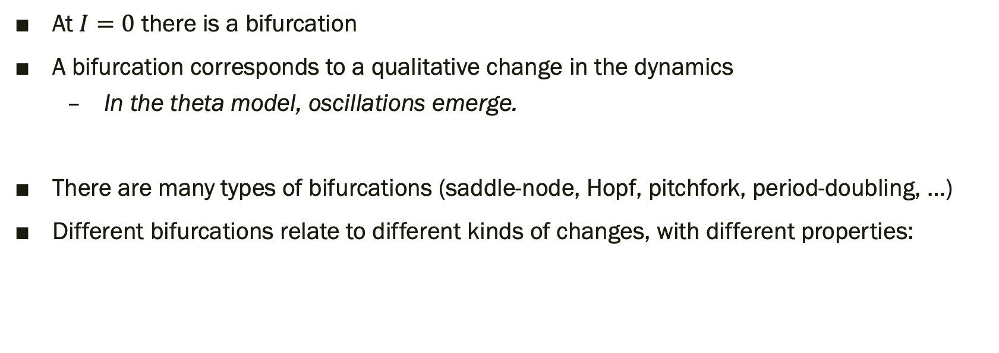 ■ At 𝐼 = 0 there is a bifurcation
■ A bifurcation corresponds to a qualitative change in the dynamics
– In the theta model, oscillations emerge.
■ There are many types of bifurcations (saddle-node, Hopf, pitchfork, period-doubling, ...)
■ Different bifurcations relate to different kinds of changes, with different properties: